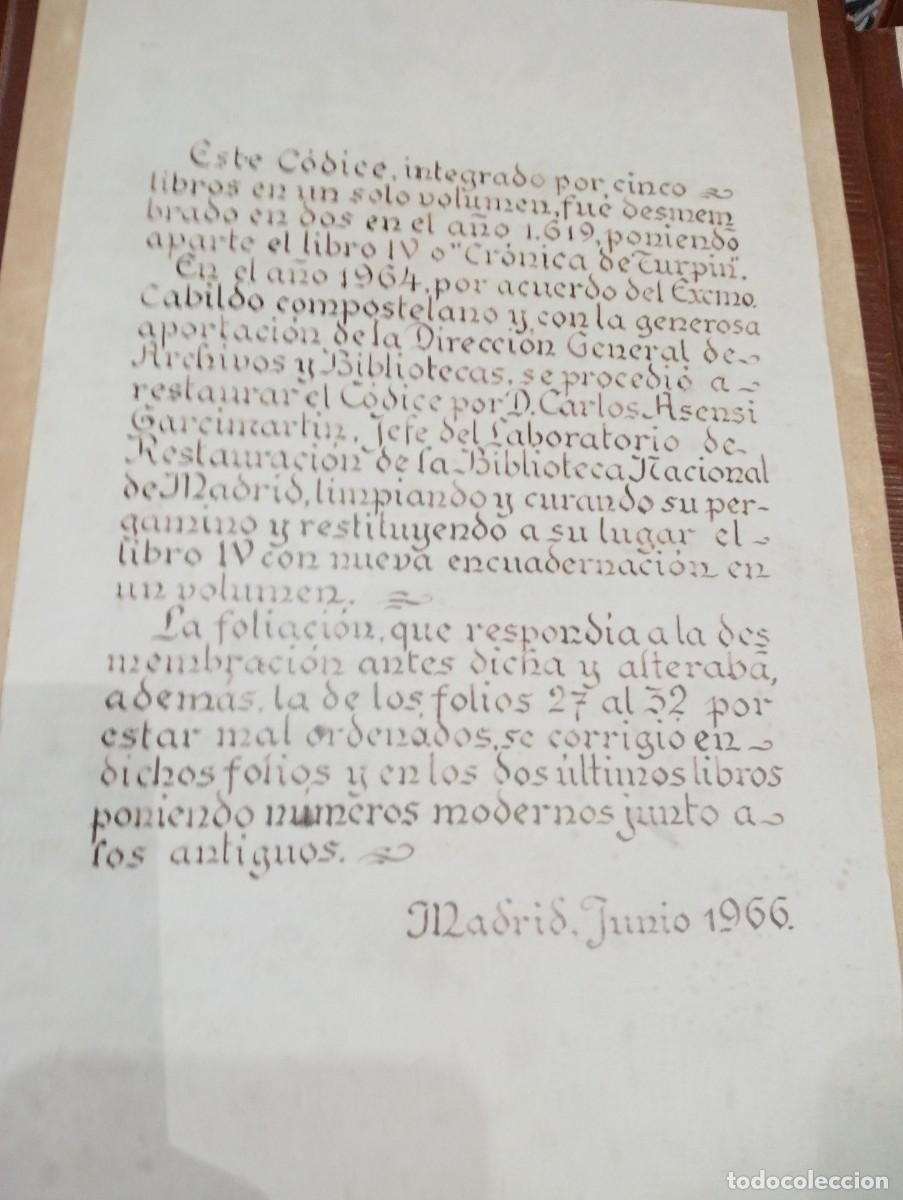 Este Códice, integrado por cinco
libros en un solo volumen, fué desmem
brado en dos en el año 1.619, poniendo
aparte el libro IV o "Crónica de Turpin".
En el año 1964, por acuerdo del Excmo.
Cabildo compostelano y con la generosa
aportación de la Dirección General de
Archivos y Bibliotecas, se procedió a
restaurar el Códice por D. Carlos Asensi
Garcimartin, Jefe del Laboratorio de
Restauración de la Biblioteca Nacional
de Madrid, limpiando y curando su per-
gamino y restituyendo a su lugar el
libro IV con nueva encuadernación en
un volumen.
La foliación, que respondia a la des
membración antes dicha y alteraba,
además, la de los folios 27 al 32 por
estar mal ordenados, se corrigió en
dichos folios y en los dos últimos libros
poniendo números modernos junto a
los antiguos.
Madrid, Junio 1966.
todocoleccion